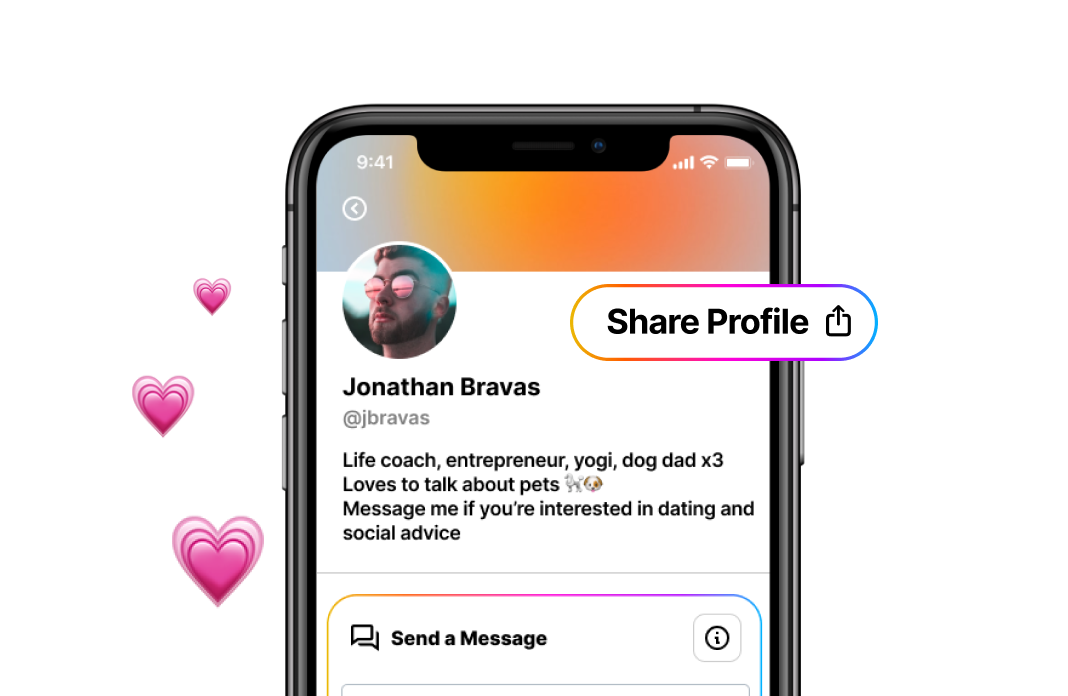 9:41
Share Profile
Jonathan Bravas
@jbravas
Life coach, entrepreneur, yogi, dog dad x3
Loves to talk about pets 🐩🐶
Message me if you’re interested in dating and
social advice
Send a Message